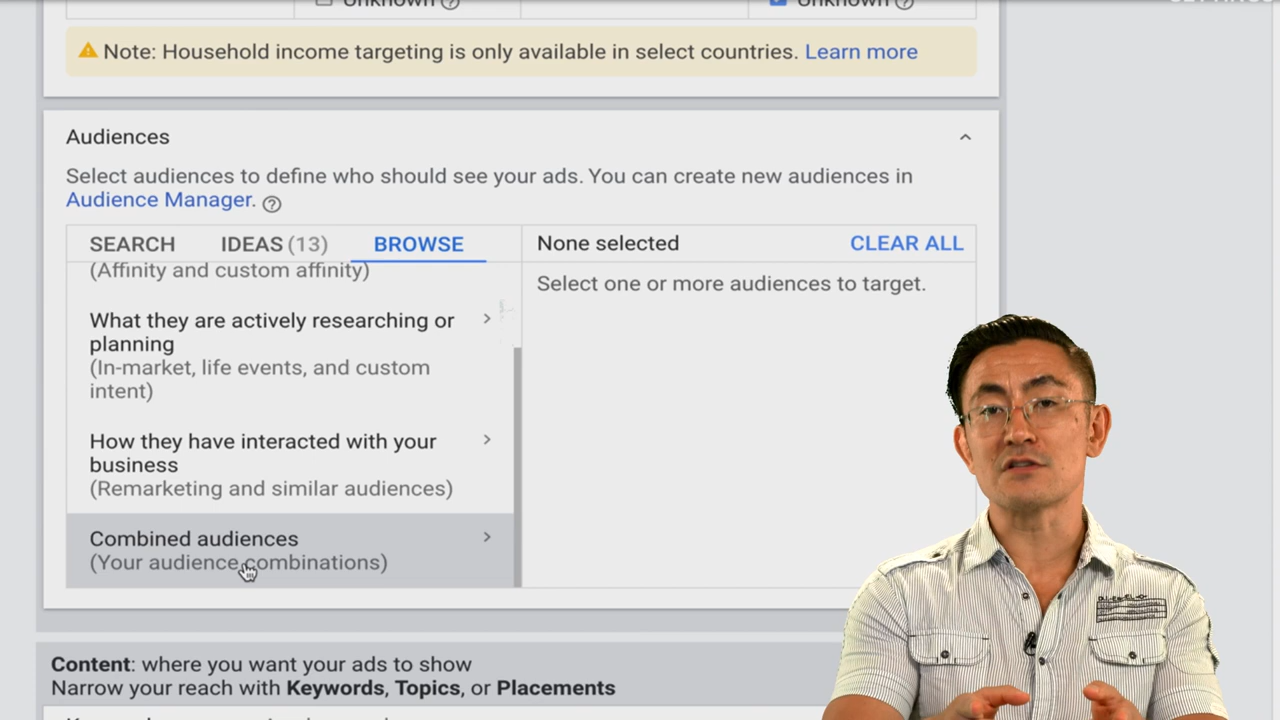 Unknown
Unknown
Note: Household income targeting is only available in select countries. Learn more
Audiences
Select audiences to define who should see your ads. You can create new audiences in
Audience Manager.
SEARCH IDEAS (13) BROWSE
None selected CLEAR ALL
(Affinity and custom affinity)
Select one or more audiences to target.
What they are actively researching or
planning
(In-market, life events, and custom
intent)
How they have interacted with your
business
(Remarketing and similar audiences)
Combined audiences
(Your audience combinations)
Content: where you want your ads to show
Narrow your reach with Keywords, Topics, or Placements